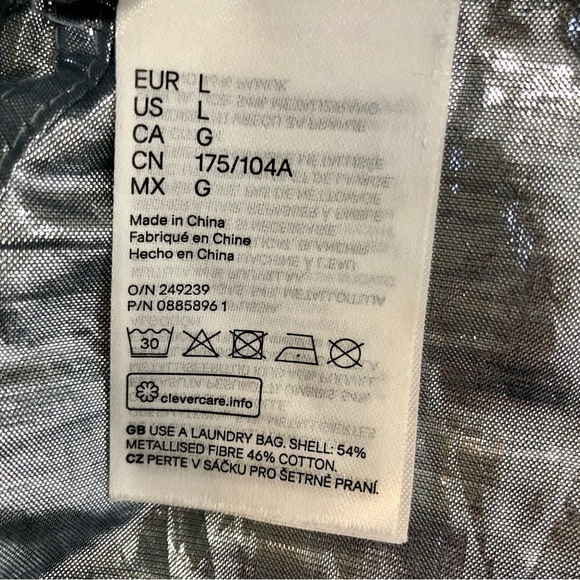 EUR L
US L
CA G
CN 175/104A
MX G
Made in China
Fabriqué en Chine
Hecho en China
O/N 249239
P/N 0885896 1
30
clevercare.info
GB USE A LAUNDRY BAG. SHELL: 54%
METALLISED FIBRE 46% COTTON.
CZ PERTE V SÁČKU PRO ŠETRNÉ PRANÍ.